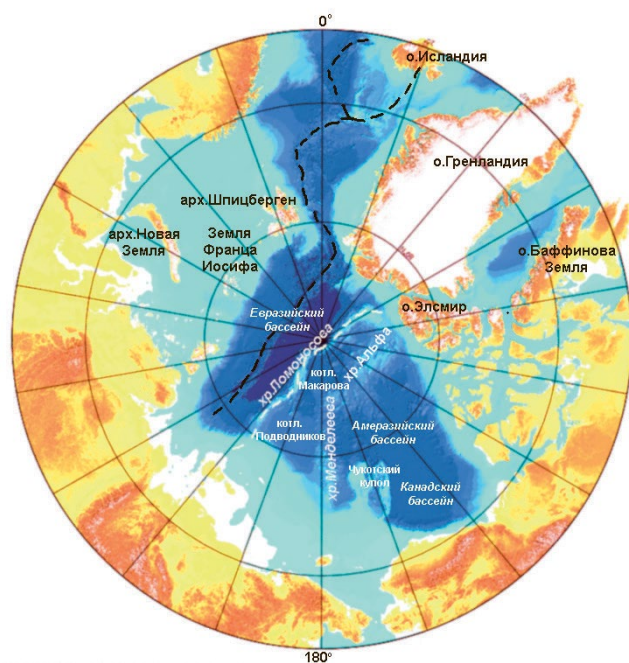 0°
о.Исландия
о.Гренландия
арх.Шпицберген
арх.Новая
Земля
Земля
Франца
Иосифа
о.Баффинова
Земля
о.Элсмир
Евразийский
бассейн
хр.Ломоносова
хр.Альфа
котл.
Макарова
котл.
Подводников
хр.Менделеева
Амеразийский
бассейн
Чукотский
купол
Канадский
бассейн
180°